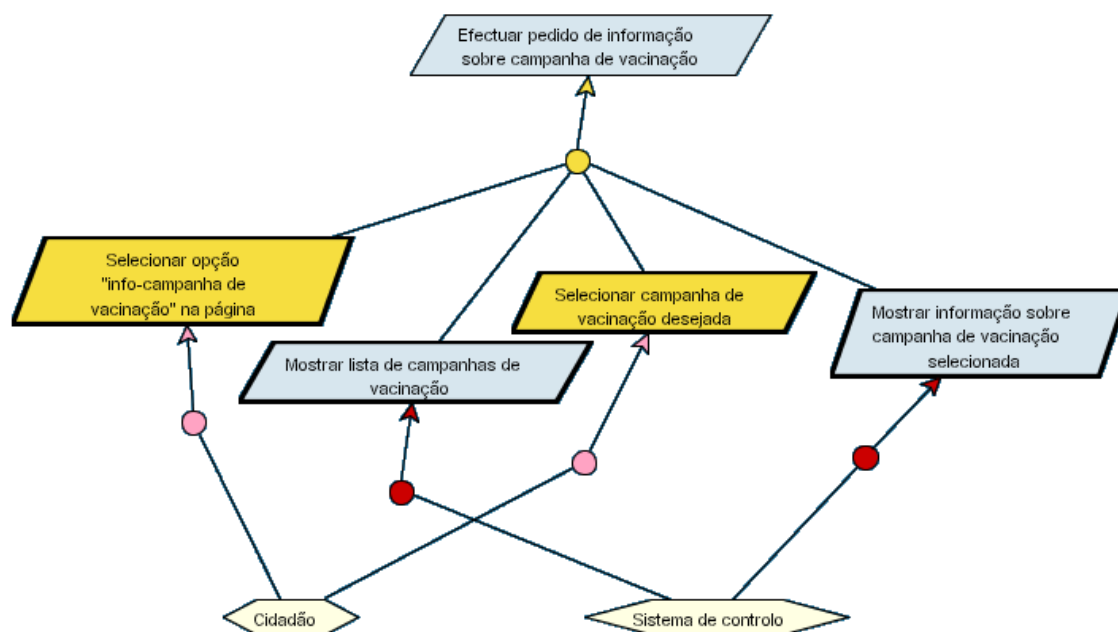 Efectuar pedido de informação
sobre campanha de vacinação
Selecionar opção
"info-campanha de
vacinação" na página
Mostrar lista de campanhas de
vacinação
Selecionar campanha de
vacinação desejada
Mostrar informação sobre
campanha de vacinação
selecionada
Cidadão
Sistema de controlo